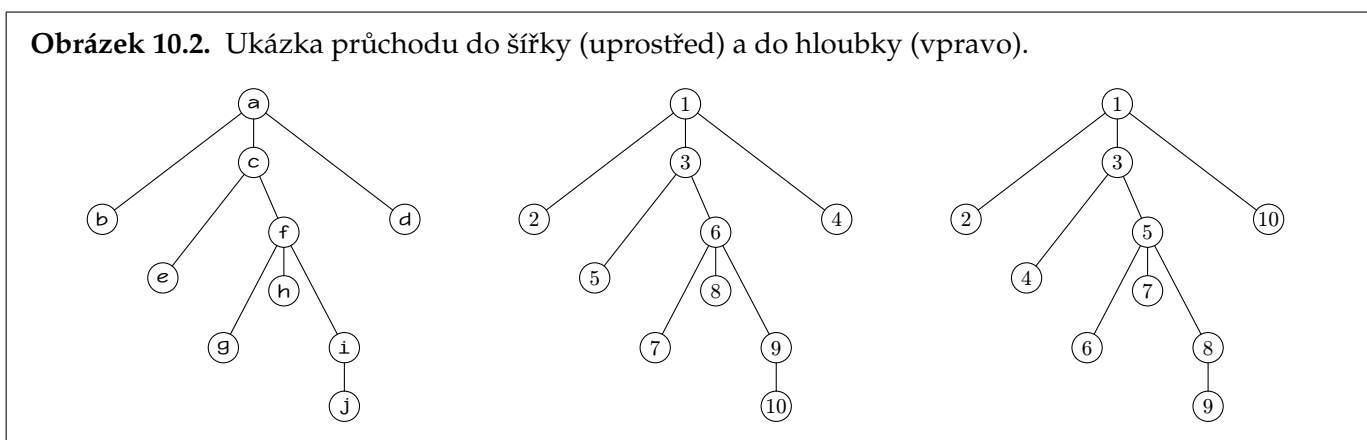 Obrázek 10.2. Ukázka průchodu do šířky (uprostřed) a do hloubky (vpravo).
a 1 1
c 3 3
b d 2 4 2 10
f 6 5
e h 5 8 4 7
g i 7 9 6 8
j 10 9